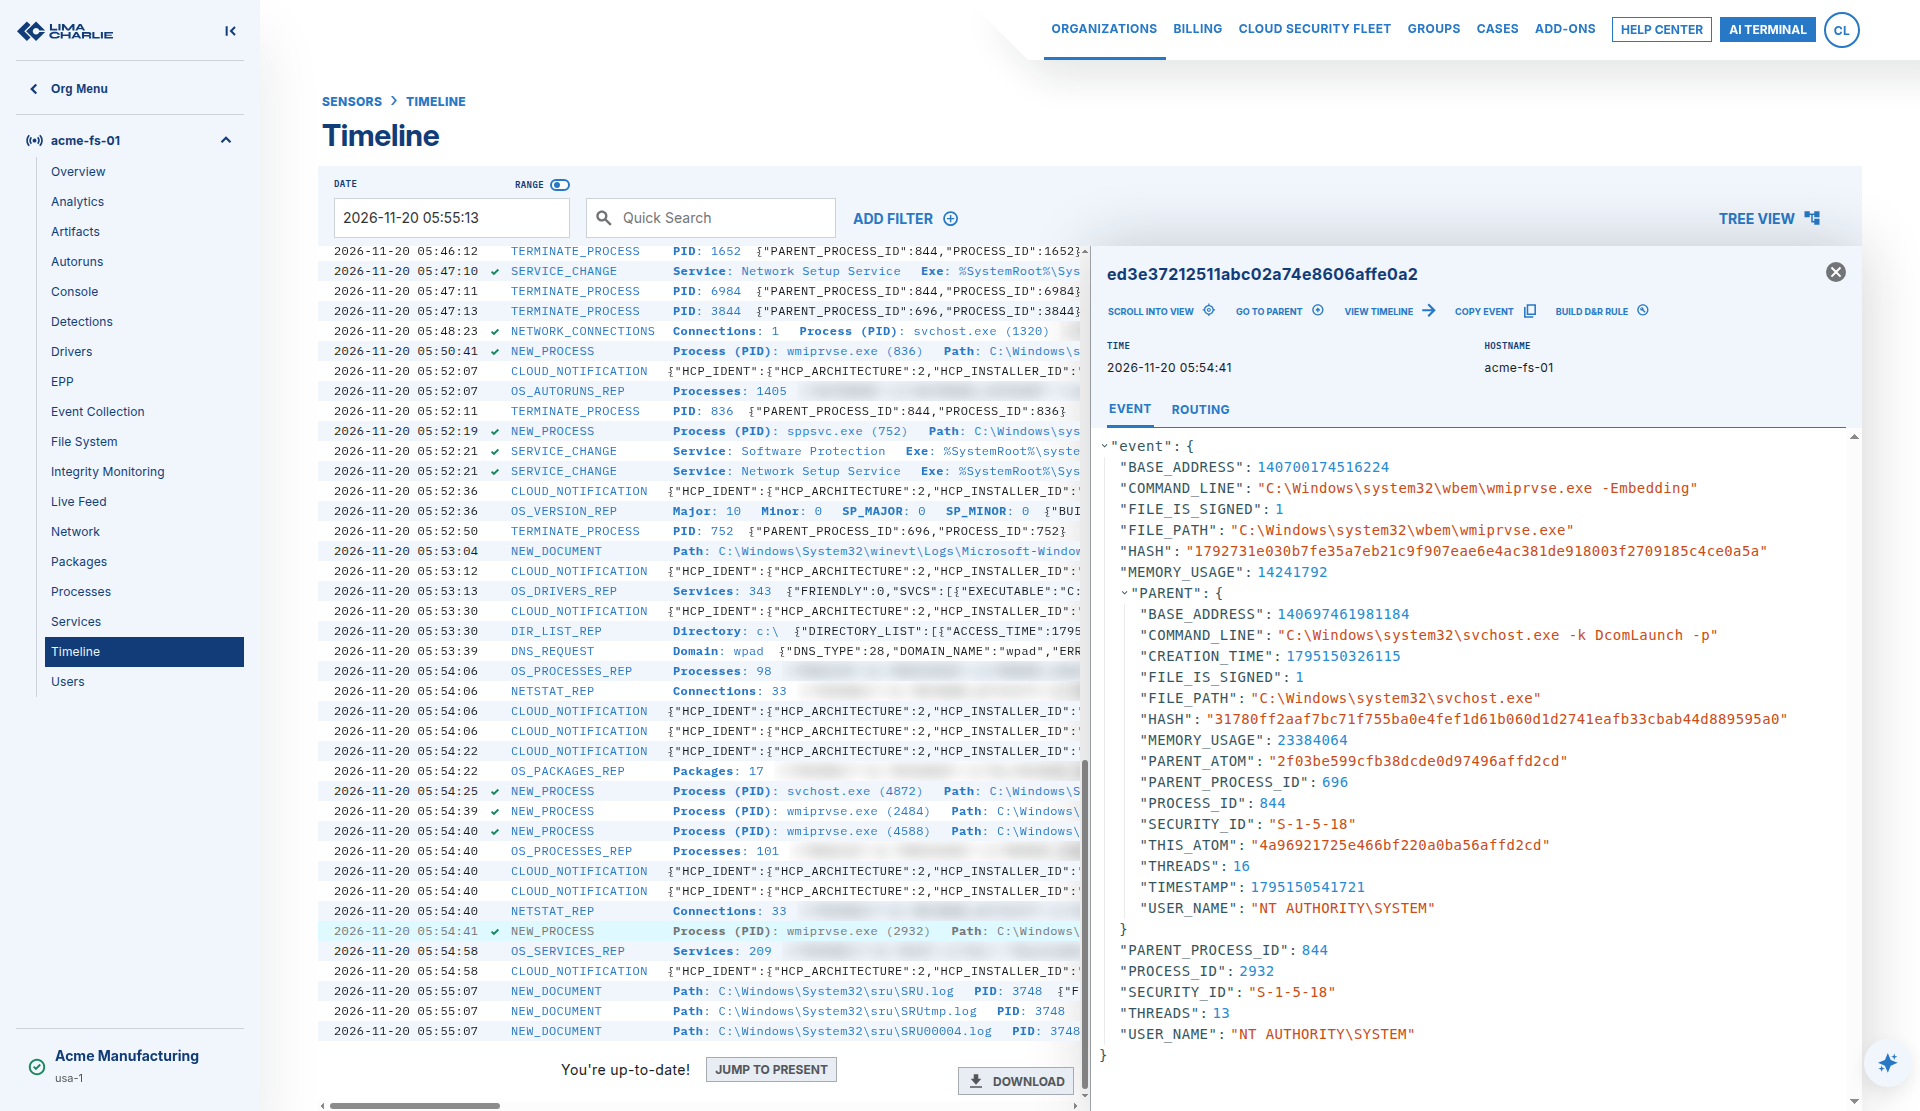 LIMA
CHARLIE
Org Menu
acme-fs-01
Overview
Analytics
Artifacts
Autoruns
Console
Detections
Drivers
EPP
Event Collection
File System
Integrity Monitoring
Live Feed
Network
Packages
Processes
Services
Timeline
Users
Acme Manufacturing
usa-1
ORGANIZATIONS BILLING CLOUD SECURITY FLEET GROUPS CASES ADD-ONS HELP CENTER AI TERMINAL CL
SENSORS > TIMELINE
Timeline
DATE RANGE
2026-11-20 05:55:13 Quick Search ADD FILTER TREE VIEW
2026-11-20 05:46:12 TERMINATE_PROCESS PID: 1652 {"PARENT_PROCESS_ID":844,"PROCESS_ID":1652}
2026-11-20 05:47:10 SERVICE_CHANGE Service: Network Setup Service Exe: %SystemRoot%\Sys
2026-11-20 05:47:11 TERMINATE_PROCESS PID: 6984 {"PARENT_PROCESS_ID":844,"PROCESS_ID":6984}
2026-11-20 05:47:13 TERMINATE_PROCESS PID: 3844 {"PARENT_PROCESS_ID":696,"PROCESS_ID":3844}
2026-11-20 05:48:23 NETWORK_CONNECTIONS Connections: 1 Process (PID): svchost.exe (1320)
2026-11-20 05:50:41 NEW_PROCESS Process (PID): wmiprvse.exe (836) Path: C:\Windows\s
2026-11-20 05:52:07 CLOUD_NOTIFICATION {"HCP_IDENT":{"HCP_ARCHITECTURE":2,"HCP_INSTALLER_ID":"
2026-11-20 05:52:07 OS_AUTORUNS_REP Processes: 1405
2026-11-20 05:52:11 TERMINATE_PROCESS PID: 836 {"PARENT_PROCESS_ID":844,"PROCESS_ID":836}
2026-11-20 05:52:19 NEW_PROCESS Process (PID): sppsvc.exe (752) Path: C:\Windows\sys
2026-11-20 05:52:21 SERVICE_CHANGE Service: Software Protection Exe: %SystemRoot%\syste
2026-11-20 05:52:21 SERVICE_CHANGE Service: Network Setup Service Exe: %SystemRoot%\Sys
2026-11-20 05:52:36 CLOUD_NOTIFICATION {"HCP_IDENT":{"HCP_ARCHITECTURE":2,"HCP_INSTALLER_ID":"
2026-11-20 05:52:36 OS_VERSION_REP Major: 10 Minor: 0 SP_MAJOR: 0 SP_MINOR: 0 {"BUI
2026-11-20 05:52:50 TERMINATE_PROCESS PID: 752 {"PARENT_PROCESS_ID":696,"PROCESS_ID":752}
2026-11-20 05:53:04 NEW_DOCUMENT Path: C:\Windows\System32\winevt\Logs\Microsoft-Window
2026-11-20 05:53:12 CLOUD_NOTIFICATION {"HCP_IDENT":{"HCP_ARCHITECTURE":2,"HCP_INSTALLER_ID":"
2026-11-20 05:53:13 OS_DRIVERS_REP Services: 343 {"FRIENDLY":0,"SVCS":[{"EXECUTABLE":"C:
2026-11-20 05:53:30 CLOUD_NOTIFICATION {"HCP_IDENT":{"HCP_ARCHITECTURE":2,"HCP_INSTALLER_ID":"
2026-11-20 05:53:30 DIR_LIST_REP Directory: c:\ {"DIRECTORY_LIST":[{"ACCESS_TIME":1795
2026-11-20 05:53:39 DNS_REQUEST Domain: wpad {"DNS_TYPE":28,"DOMAIN_NAME":"wpad","ERR
2026-11-20 05:54:06 OS_PROCESSES_REP Processes: 98
2026-11-20 05:54:06 NETSTAT_REP Connections: 33
2026-11-20 05:54:06 CLOUD_NOTIFICATION {"HCP_IDENT":{"HCP_ARCHITECTURE":2,"HCP_INSTALLER_ID":"
2026-11-20 05:54:06 CLOUD_NOTIFICATION {"HCP_IDENT":{"HCP_ARCHITECTURE":2,"HCP_INSTALLER_ID":"
2026-11-20 05:54:22 CLOUD_NOTIFICATION {"HCP_IDENT":{"HCP_ARCHITECTURE":2,"HCP_INSTALLER_ID":"
2026-11-20 05:54:22 OS_PACKAGES_REP Packages: 17
2026-11-20 05:54:25 NEW_PROCESS Process (PID): svchost.exe (4872) Path: C:\Windows\S
2026-11-20 05:54:39 NEW_PROCESS Process (PID): wmiprvse.exe (2484) Path: C:\Windows\
2026-11-20 05:54:40 NEW_PROCESS Process (PID): wmiprvse.exe (4588) Path: C:\Windows\
2026-11-20 05:54:40 OS_PROCESSES_REP Processes: 101
2026-11-20 05:54:40 CLOUD_NOTIFICATION {"HCP_IDENT":{"HCP_ARCHITECTURE":2,"HCP_INSTALLER_ID":"
2026-11-20 05:54:40 CLOUD_NOTIFICATION {"HCP_IDENT":{"HCP_ARCHITECTURE":2,"HCP_INSTALLER_ID":"
2026-11-20 05:54:40 NETSTAT_REP Connections: 33
2026-11-20 05:54:41 NEW_PROCESS Process (PID): wmiprvse.exe (2932) Path: C:\Windows\
2026-11-20 05:54:58 OS_SERVICES_REP Services: 209
2026-11-20 05:54:58 CLOUD_NOTIFICATION {"HCP_IDENT":{"HCP_ARCHITECTURE":2,"HCP_INSTALLER_ID":"
2026-11-20 05:55:07 NEW_DOCUMENT Path: C:\Windows\System32\sru\SRU.log PID: 3748 {"F
2026-11-20 05:55:07 NEW_DOCUMENT Path: C:\Windows\System32\sru\SRUtmp.log PID: 3748
2026-11-20 05:55:07 NEW_DOCUMENT Path: C:\Windows\System32\sru\SRU00004.log PID: 3748
You're up-to-date! JUMP TO PRESENT
DOWNLOAD
ed3e37212511abc02a74e8606affe0a2
SCROLL INTO VIEW GO TO PARENT VIEW TIMELINE COPY EVENT BUILD D&R RULE
TIME HOSTNAME
2026-11-20 05:54:41 acme-fs-01
EVENT ROUTING
"event": {
"BASE_ADDRESS": 140700174516224
"COMMAND_LINE": "C:\Windows\system32\wbem\wmiprvse.exe -Embedding"
"FILE_IS_SIGNED": 1
"FILE_PATH": "C:\Windows\system32\wbem\wmiprvse.exe"
"HASH": "1792731e030b7fe35a7eb21c9f907eae6e4ac381de918003f2709185c4ce0a5a"
"MEMORY_USAGE": 14241792
"PARENT": {
"BASE_ADDRESS": 140697461981184
"COMMAND_LINE": "C:\Windows\system32\svchost.exe -k DcomLaunch -p"
"CREATION_TIME": 1795150326115
"FILE_IS_SIGNED": 1
"FILE_PATH": "C:\Windows\system32\svchost.exe"
"HASH": "31780ff2aaf7bc71f755ba0e4fef1d61b060d1d2741eafb33cbab44d889595a0"
"MEMORY_USAGE": 23384064
"PARENT_ATOM": "2f03be599cfb38dcde0d97496affd2cd"
"PARENT_PROCESS_ID": 696
"PROCESS_ID": 844
"SECURITY_ID": "S-1-5-18"
"THIS_ATOM": "4a96921725e466bf220a0ba56affd2cd"
"THREADS": 16
"TIMESTAMP": 1795150541721
"USER_NAME": "NT AUTHORITY\SYSTEM"
}
"PARENT_PROCESS_ID": 844
"PROCESS_ID": 2932
"SECURITY_ID": "S-1-5-18"
"THREADS": 13
"USER_NAME": "NT AUTHORITY\SYSTEM"
}